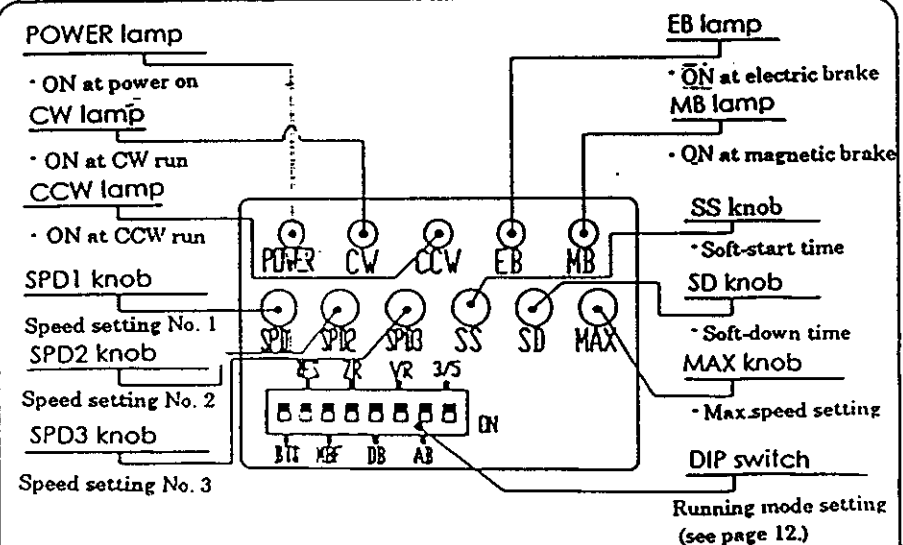 POWER lamp
· ON at power on
CW lamp
· ON at CW run
CCW lamp
· ON at CCW run
SPD1 knob
Speed setting No. 1
SPD2 knob
Speed setting No. 2
SPD3 knob
Speed setting No. 3
EB lamp
· ON at electric brake
MB lamp
· ON at magnetic brake
SS knob
· Soft-start time
SD knob
· Soft-down time
MAX knob
· Max.speed setting
DIP switch
Running mode setting
(see page 12.)
POWER CW CCW EB MB
SPD1 SPD2 SPD3 SS SD MAX
VR 3/S
ON
DB AB